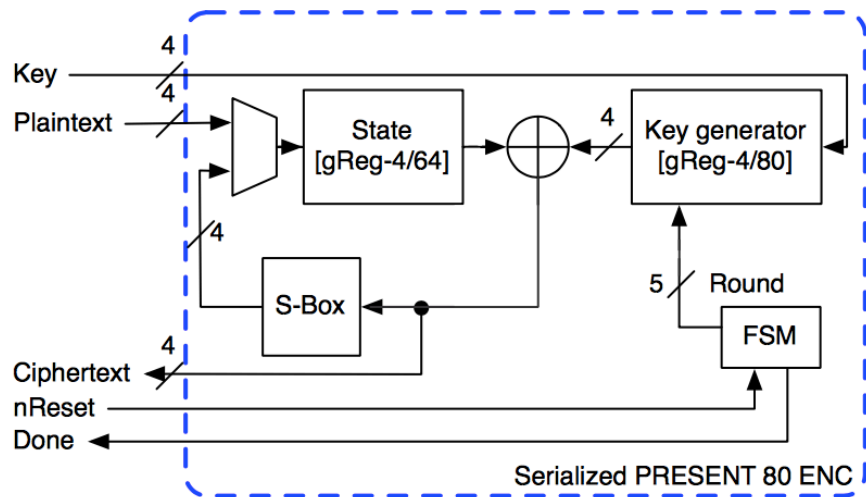 4
Key
4
Plaintext
State
[gReg-4/64]
4
Key generator
[gReg-4/80]
4
S-Box
5
Round
FSM
4
Ciphertext
nReset
Done
Serialized PRESENT 80 ENC